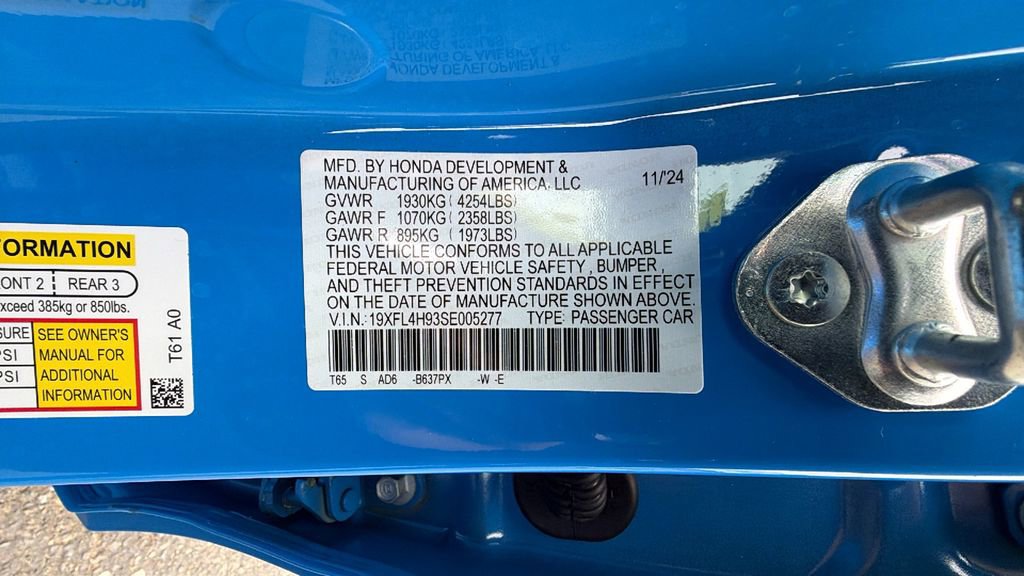 MFD. BY HONDA DEVELOPMENT &
MANUFACTURING OF AMERICA, LLC 11/'24
GVWR 1930KG ( 4254LBS)
GAWR F 1070KG ( 2358LBS)
GAWR R 895KG ( 1973LBS)
THIS VEHICLE CONFORMS TO ALL APPLICABLE
FEDERAL MOTOR VEHICLE SAFETY , BUMPER ,
AND THEFT PREVENTION STANDARDS IN EFFECT
ON THE DATE OF MANUFACTURE SHOWN ABOVE.
V.I.N: 19XFL4H93SE005277 TYPE: PASSENGER CAR
T65 S AD6 -B637PX -W -E
FORMATION
RONT 2 REAR 3
exceed 385kg or 850lbs.
SURE
PSI
PSI
SEE OWNER'S
MANUAL FOR
ADDITIONAL
INFORMATION
T61 A0